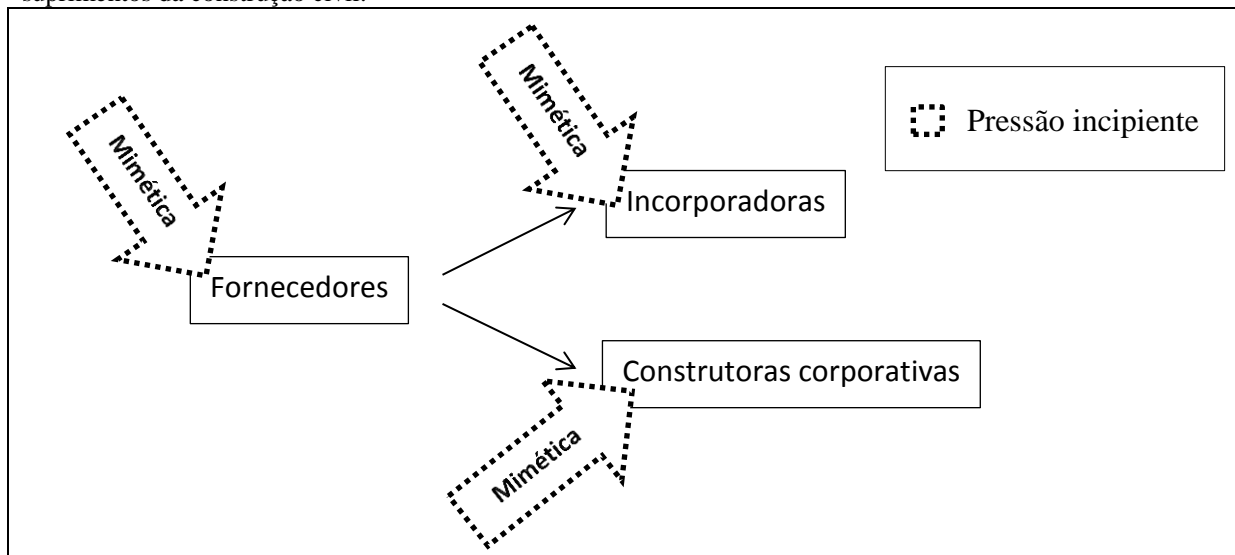 suprimentos da construção civil.
Mimética
Mimética
Pressão incipiente
Incorporadoras
Fornecedores
Construtoras corporativas
Mimética